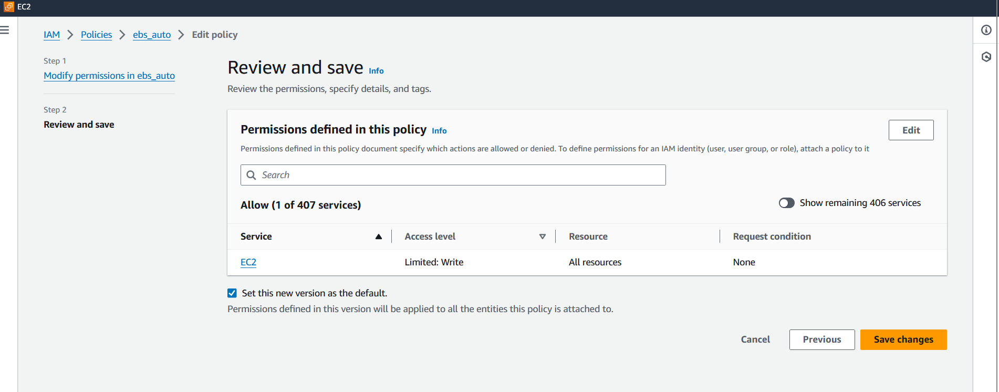 EC2
IAM > Policies > ebs_auto > Edit policy
Step 1
Modify permissions in ebs_auto
Step 2
Review and save
Review and save Info
Review the permissions, specify details, and tags.
Permissions defined in this policy Info
Edit
Permissions defined in this policy document specify which actions are allowed or denied. To define permissions for an IAM identity (user, user group, or role), attach a policy to it
Search
Allow (1 of 407 services)
Show remaining 406 services
Service Access level Resource Request condition
EC2 Limited: Write All resources None
Set this new version as the default.
Permissions defined in this version will be applied to all the entities this policy is attached to.
Cancel Previous Save changes